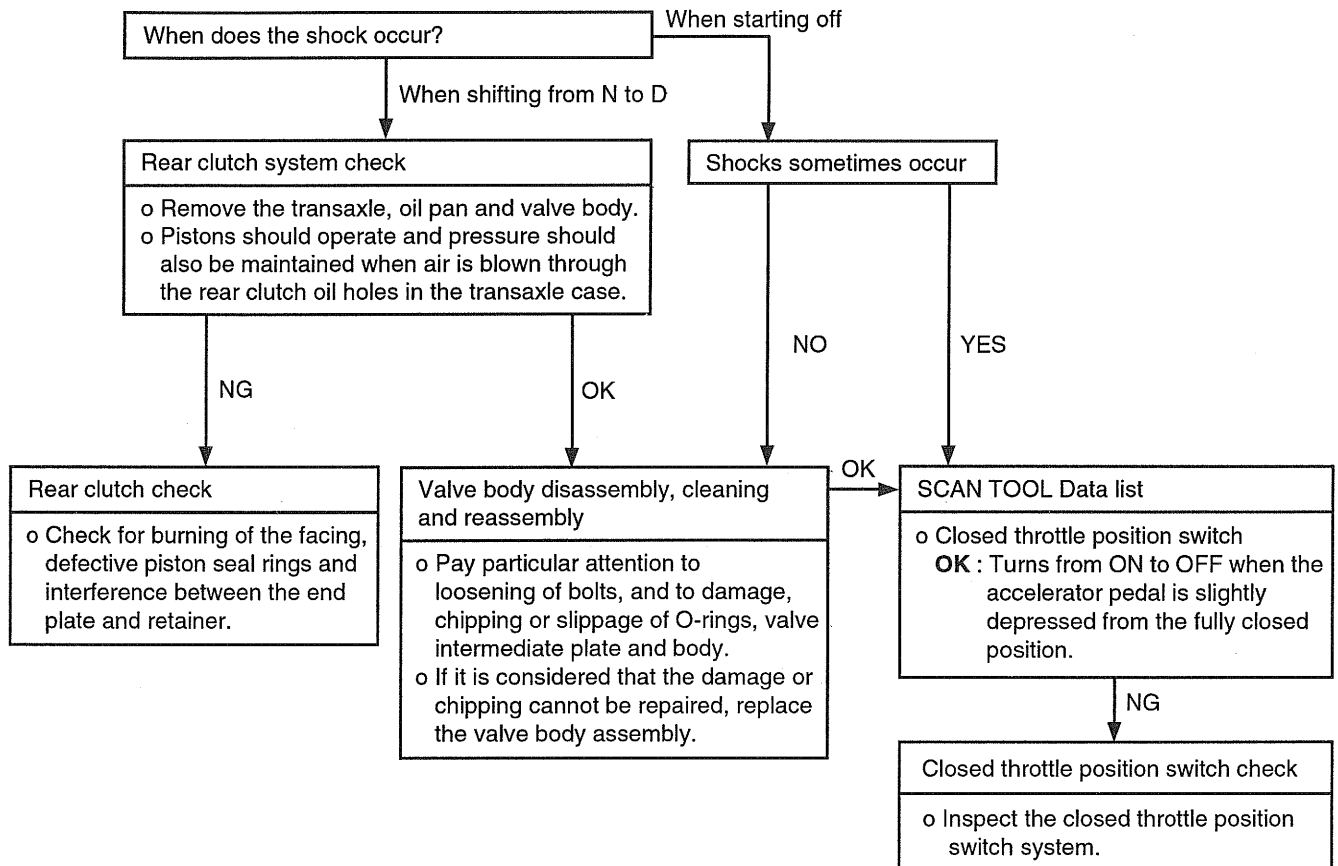 When does the shock occur?
When starting off
When shifting from N to D
Rear clutch system check
o Remove the transaxle, oil pan and valve body.
o Pistons should operate and pressure should
also be maintained when air is blown through
the rear clutch oil holes in the transaxle case.
Shocks sometimes occur
NG
OK
NO
YES
Rear clutch check
o Check for burning of the facing,
defective piston seal rings and
interference between the end
plate and retainer.
Valve body disassembly, cleaning
and reassembly
o Pay particular attention to
loosening of bolts, and to damage,
chipping or slippage of O-rings, valve
intermediate plate and body.
o If it is considered that the damage or
chipping cannot be repaired, replace
the valve body assembly.
OK
SCAN TOOL Data list
o Closed throttle position switch
OK : Turns from ON to OFF when the
accelerator pedal is slightly
depressed from the fully closed
position.
NG
Closed throttle position switch check
o Inspect the closed throttle position
switch system.